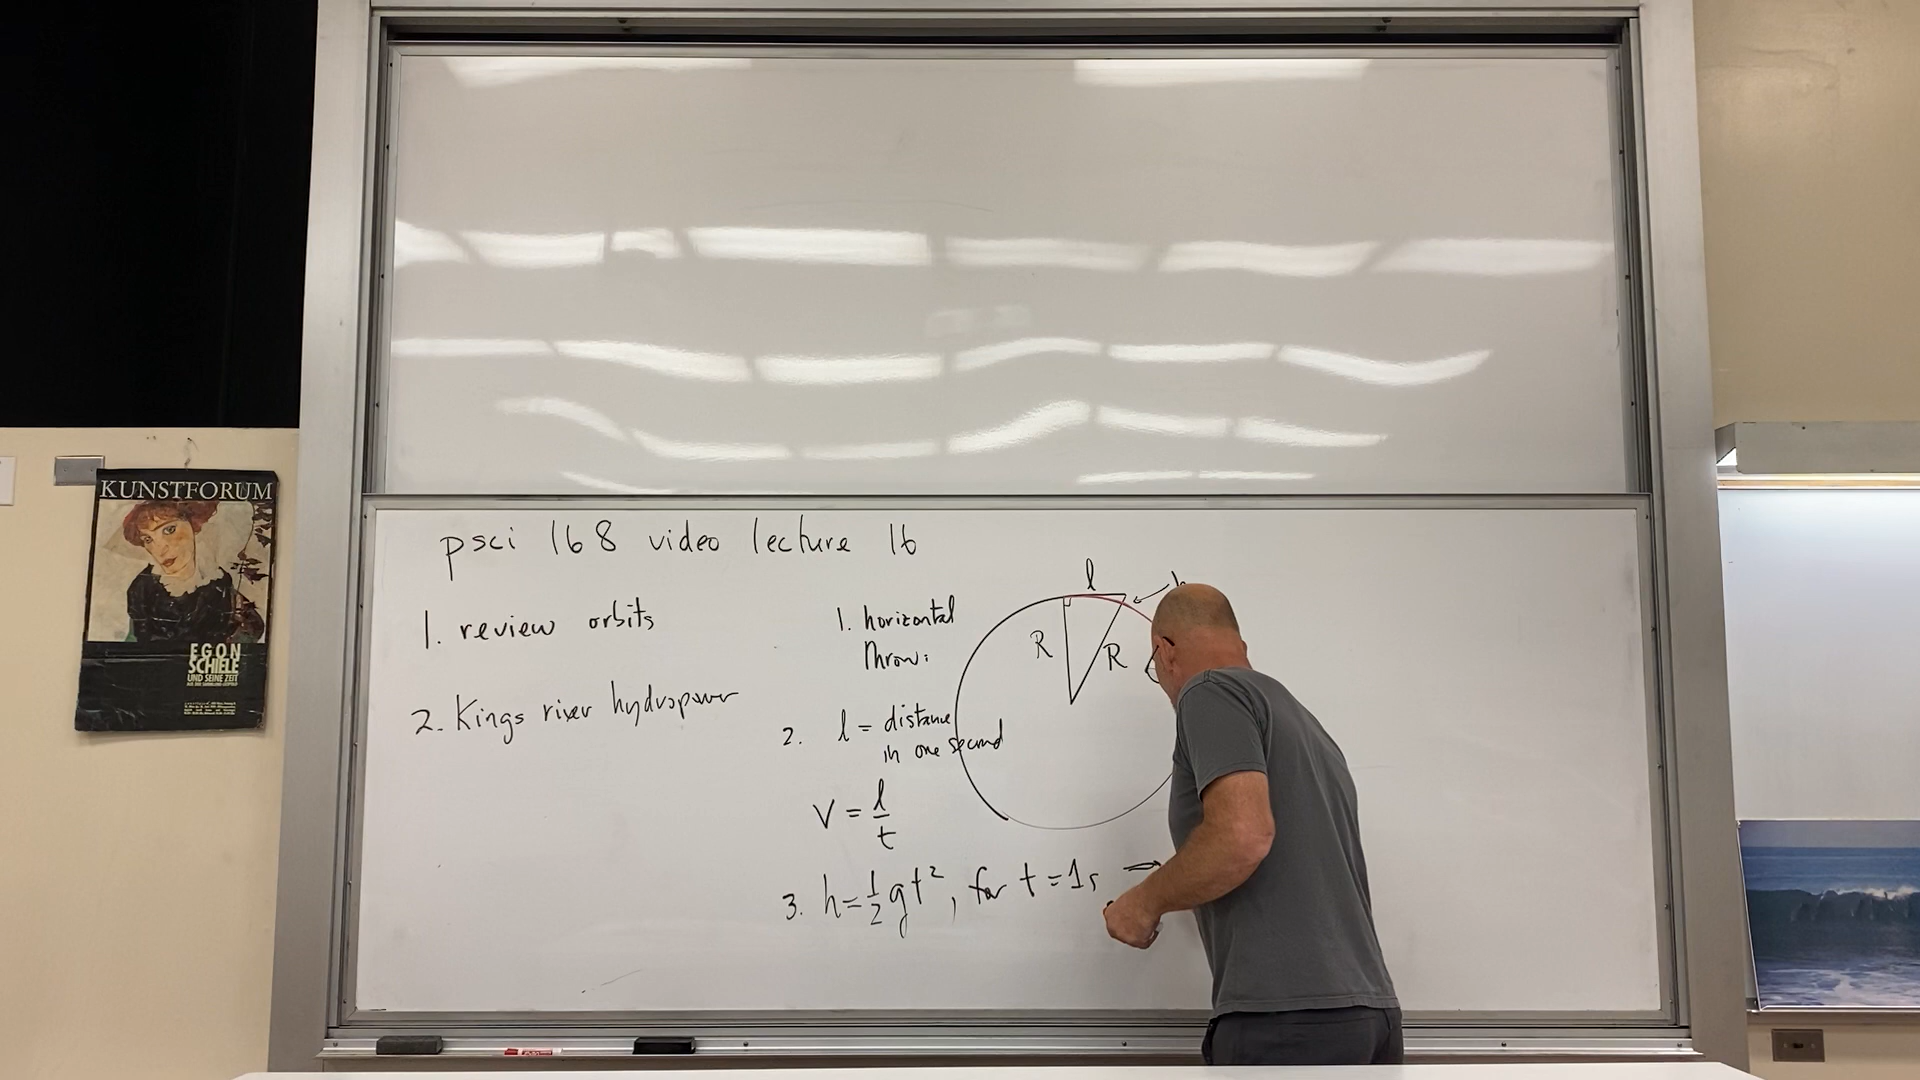 KUNSTFORUM
EGON
SCHIELE
UND SEINE ZEIT
psci 168 video lecture 16
1. review orbits
2. Kings river hydropower
1. horizontal
throw:
2. l = distance
in one second
v = l/t
3. h = 1/2 gt², for t = 1s ⇒
l
h
R
R